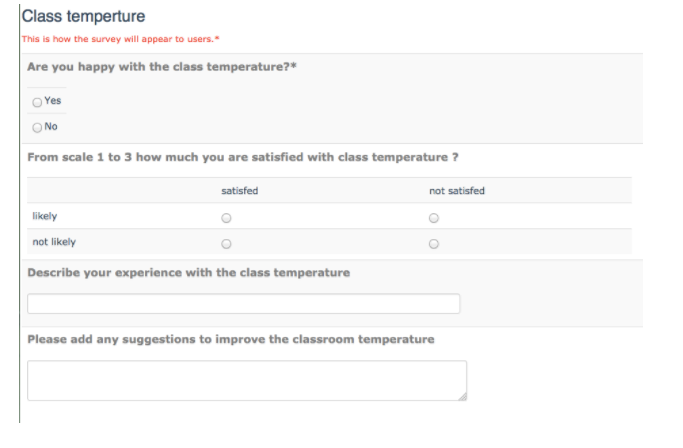 Class temperture
This is how the survey will appear to users.*
Are you happy with the class temperature?*
Yes
No
From scale 1 to 3 how much you are satisfied with class temperature ?
satisfied not satisfied
likely
not likely
Describe your experience with the class temperature
Please add any suggestions to improve the classroom temperature